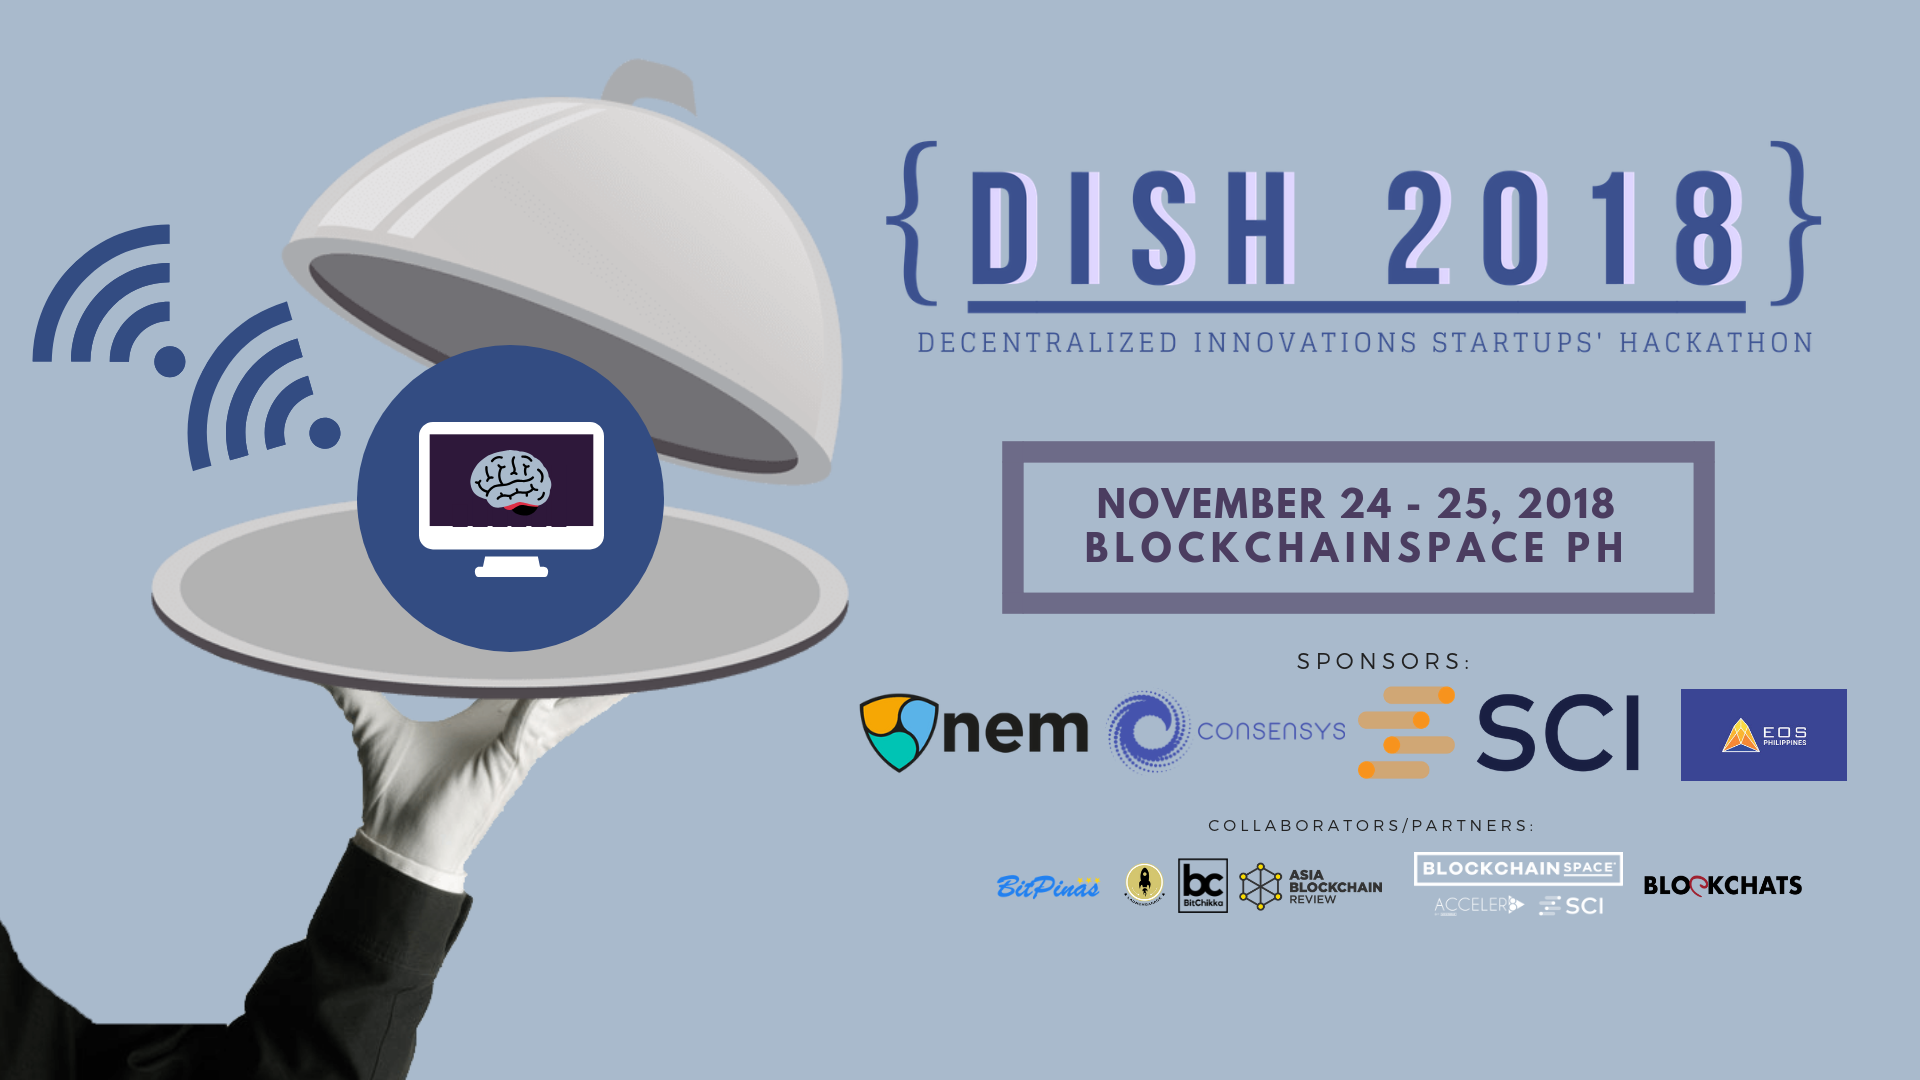 {DISH 2018}
DECENTRALIZED INNOVATIONS STARTUPS' HACKATHON
NOVEMBER 24 - 25, 2018
BLOCKCHAINSPACE PH
SPONSORS:
nem
CONSENSYS
SCI
EOS
PHILIPPINES
COLLABORATORS/PARTNERS:
BitPinas
bc
BitChikka
ASIA
BLOCKCHAIN
REVIEW
BLOCKCHAIN SPACE
ACCELER
SCI
BLOCKCHATS